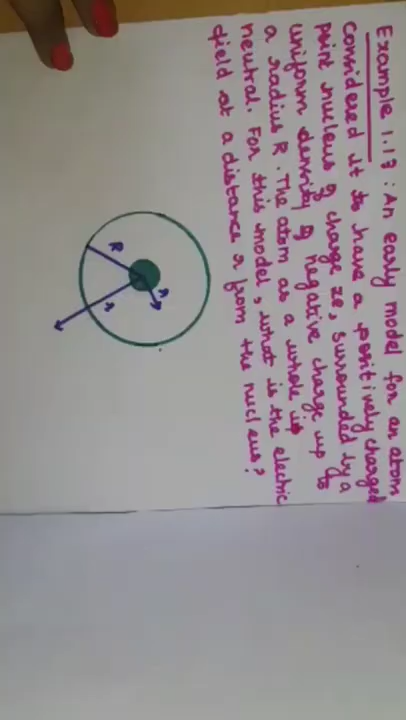 Example 1.13 : An early model for an atom
considered it to have a positively charged
point nucleus of charge ze, surrounded by a
uniform density of negative charge up to
a radius R. The atom as a whole is
neutral. For this model, what is the electric
field at a distance r from the nucleus?
R
r
r